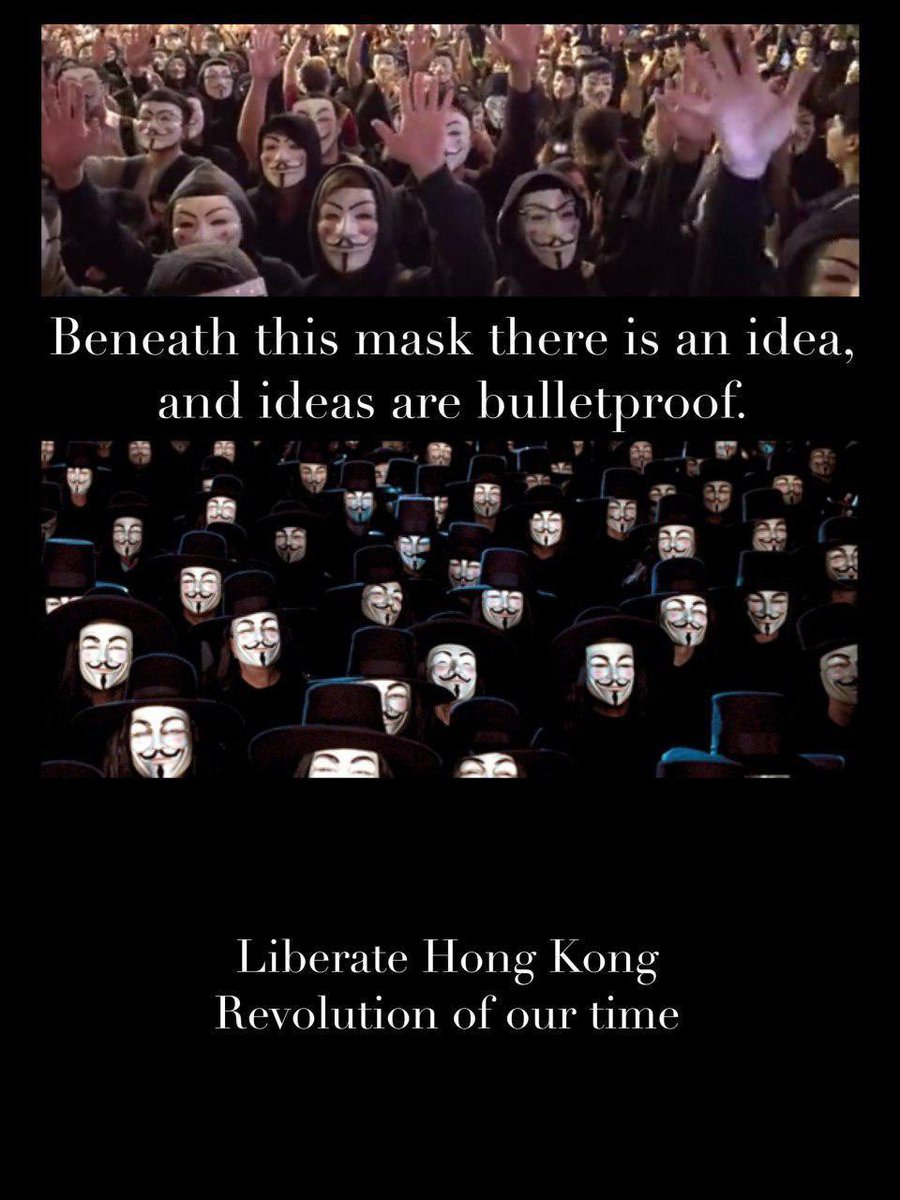 Beneath this mask there is an idea,
and ideas are bulletproof.
Liberate Hong Kong
Revolution of our time